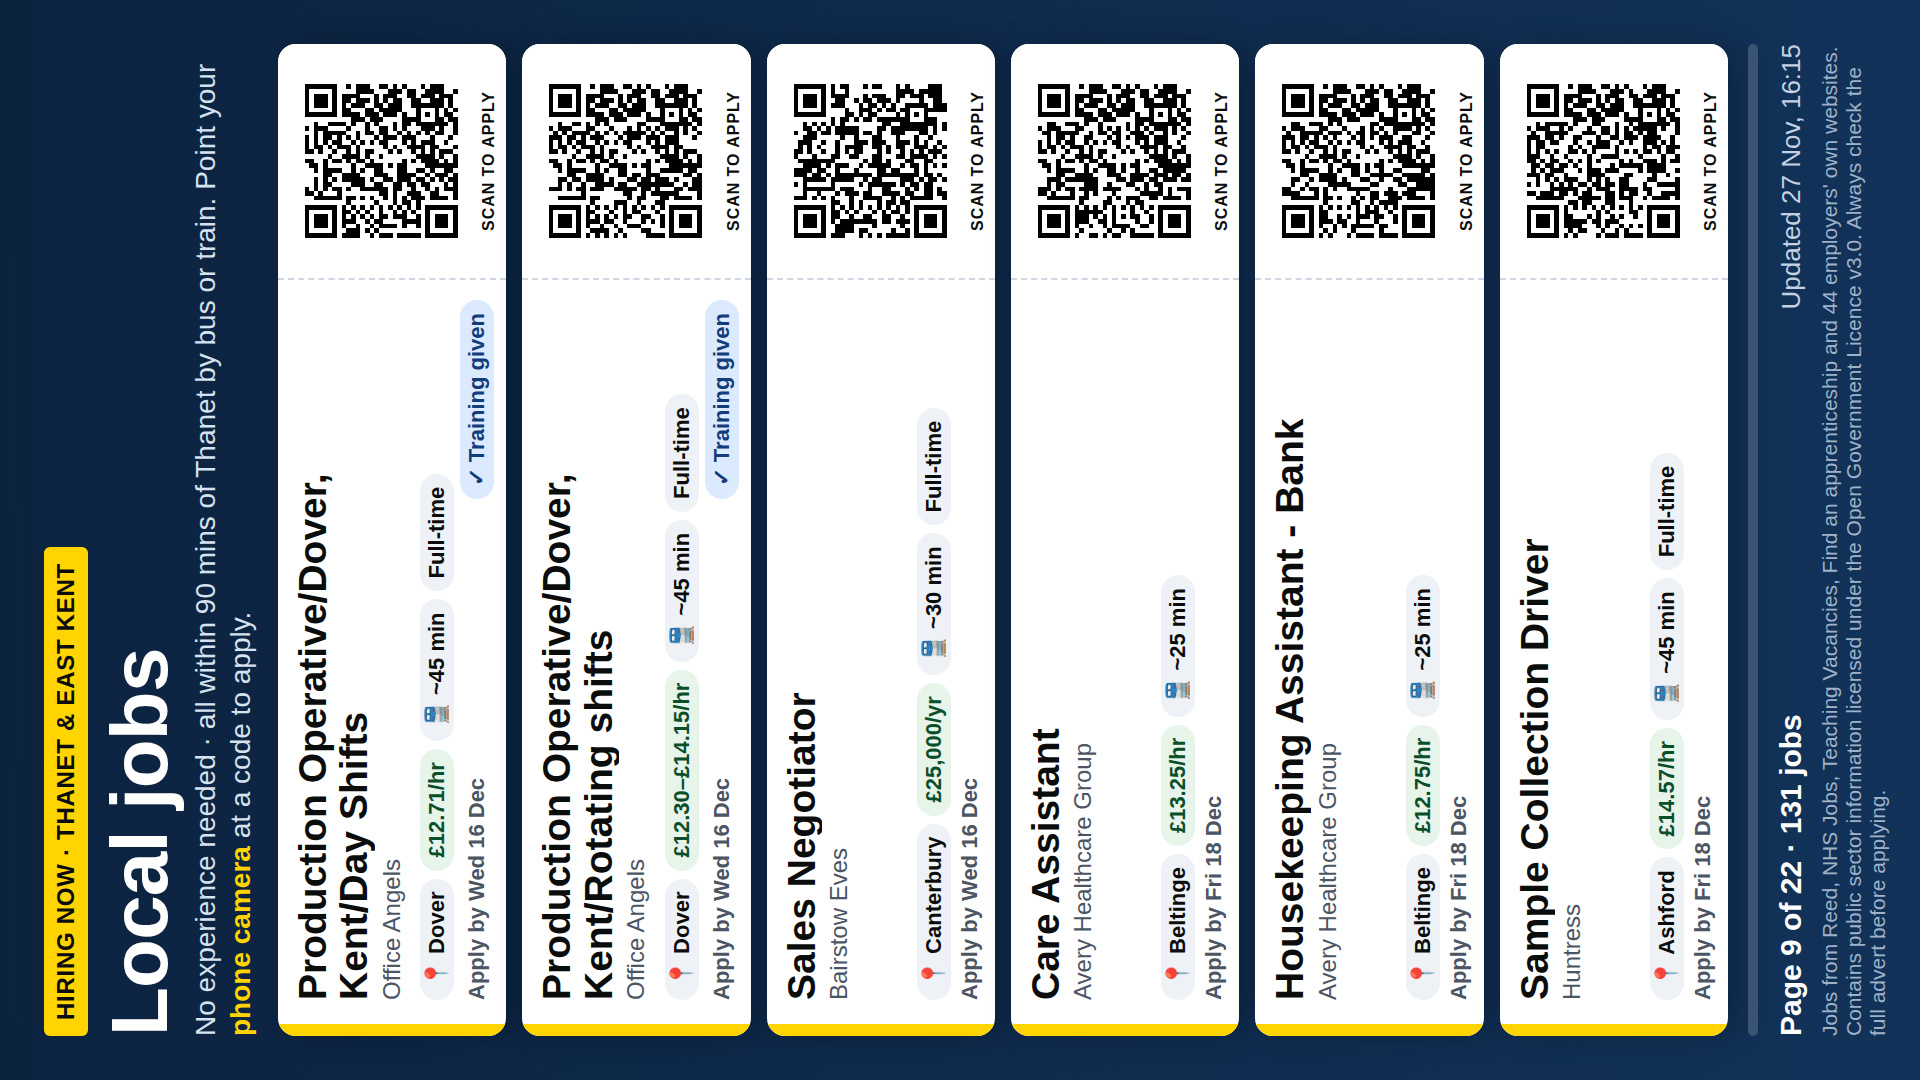 HIRING NOW · THANET & EAST KENT
Local jobs
No experience needed · all within 90 mins of Thanet by bus or train. Point your
phone camera at a code to apply.
Production Operative/Dover,
Kent/Day Shifts
Office Angels
📍 Dover £12.71/hr 🚆 ~45 min Full-time
Apply by Wed 16 Dec ✓ Training given
SCAN TO APPLY
Production Operative/Dover,
Kent/Rotating shifts
Office Angels
📍 Dover £12.30–£14.15/hr 🚆 ~45 min Full-time
Apply by Wed 16 Dec ✓ Training given
SCAN TO APPLY
Sales Negotiator
Bairstow Eves
📍 Canterbury £25,000/yr 🚆 ~30 min Full-time
Apply by Wed 16 Dec
SCAN TO APPLY
Care Assistant
Avery Healthcare Group
📍 Beltinge £13.25/hr 🚆 ~25 min
Apply by Fri 18 Dec
SCAN TO APPLY
Housekeeping Assistant - Bank
Avery Healthcare Group
📍 Beltinge £12.75/hr 🚆 ~25 min
Apply by Fri 18 Dec
SCAN TO APPLY
Sample Collection Driver
Huntress
📍 Ashford £14.57/hr 🚆 ~45 min Full-time
Apply by Fri 18 Dec
SCAN TO APPLY
Page 9 of 22 · 131 jobs Updated 27 Nov, 16:15
Jobs from Reed, NHS Jobs, Teaching Vacancies, Find an apprenticeship and 44 employers' own websites.
Contains public sector information licensed under the Open Government Licence v3.0. Always check the
full advert before applying.